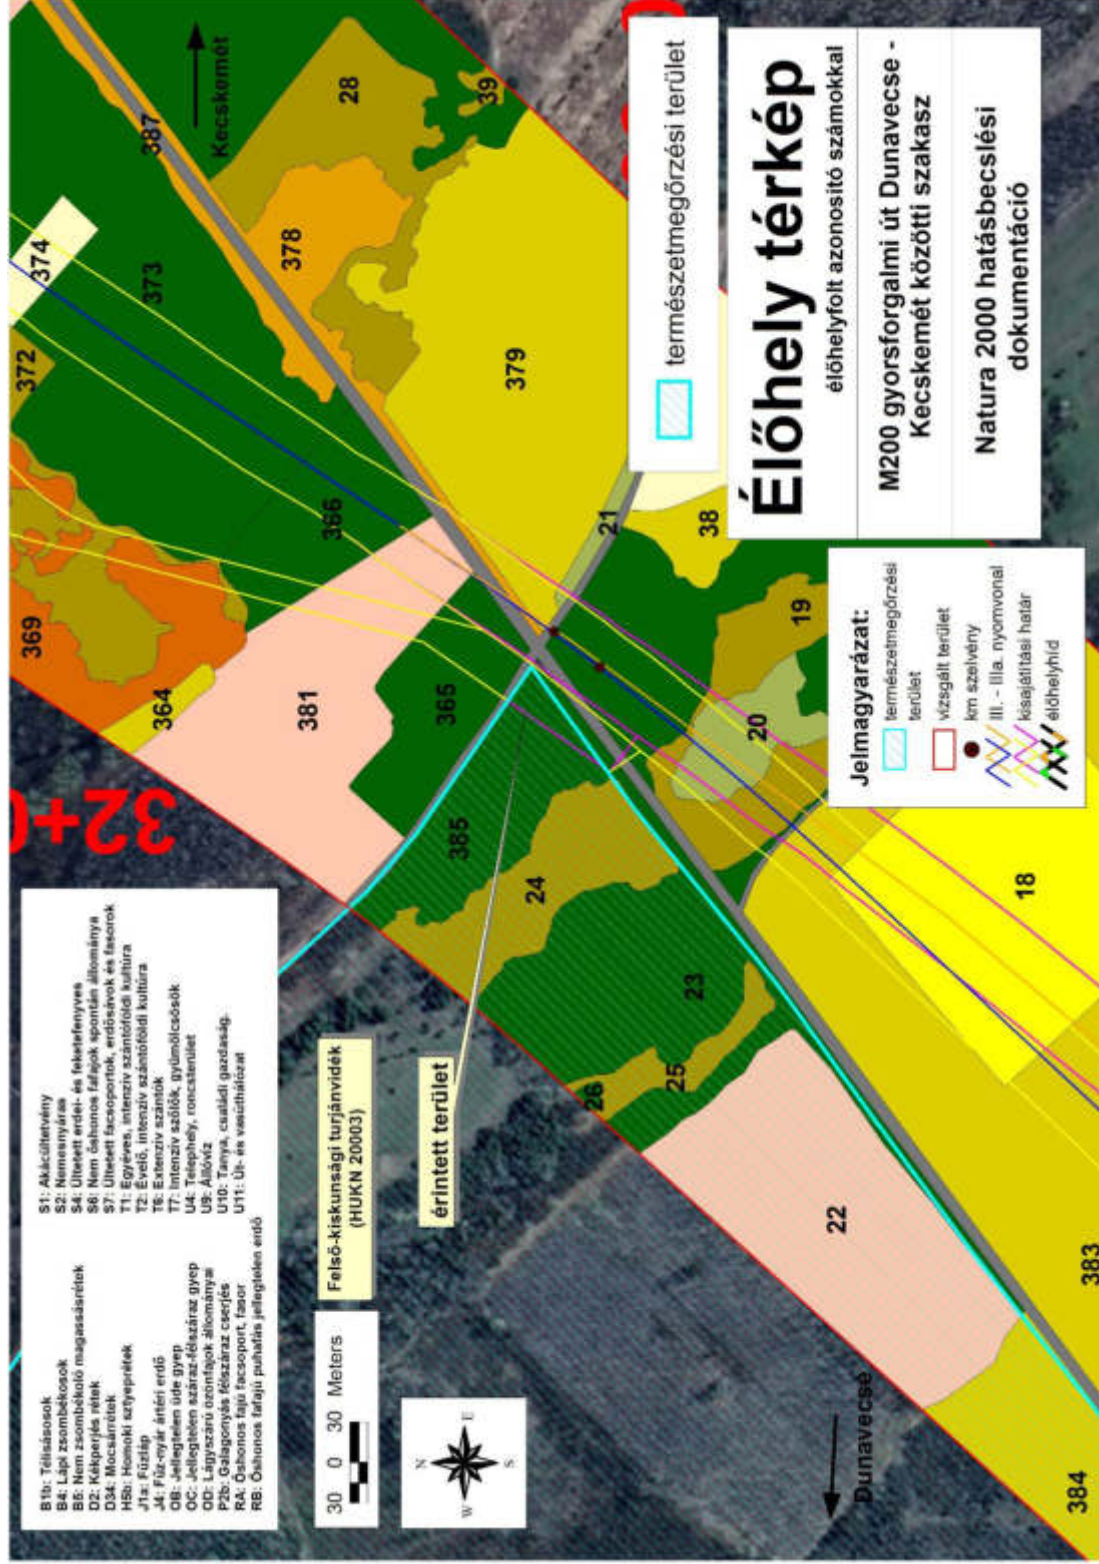 B1b: Télisásosok
B4: Lápi zsombékosok
B5: Nem zsombékoló magassásrétek
D2: Kékperjés rétek
D34: Mocsárrétek
H5b: Homoki sztyeprétek
J1a: Fűzláp
J4: Fűz-nyár ártéri erdő
OB: Jellegtelen üde gyep
OC: Jellegtelen száraz-félszáraz gyep
OD: Lágyszárú özönfajok állományai
P2b: Galagonyás félszáraz cserjés
RA: Őshonos fajú facsoport, fasor
RB: Őshonos fafajú puhafás jellegtelen erdő
S1: Akácültetvény
S2: Nemesnyáras
S4: Ültetett erdei- és feketefenyves
S6: Nem őshonos fafajok spontán állománya
S7: Ültetett facsoportok, erdősávok és fasorok
T1: Egyéves, intenzív szántóföldi kultúra
T2: Évelő, intenzív szántóföldi kultúra
T6: Extenzív szántók
T7: Intenzív szőlők, gyümölcsösök
U4: Telephely, roncsterület
U9: Állóvíz
U10: Tanya, családi gazdaság.
U11: Út- és vasúthálózat
30 0 30 Meters
N
W
E
S
Felső-kiskunsági turjánvidék
(HUKN 20003)
érintett terület
Dunavecse
Kecskemét
32+0
369
372
374
387
28
39
373
378
364
366
379
381
365
385
21
38
24
20
19
23
25
26
18
22
383
384
természetmegőrzési terület
Élőhely térkép
élőhelyfolt azonosító számokkal
M200 gyorsforgalmi út Dunavecse -
Kecskemét közötti szakasz
Natura 2000 hatásbecslési
dokumentáció
Jelmagyarázat:
természetmegőrzési
terület
vizsgált terület
km szelvény
III. - IIIa. nyomvonal
kisajátítási határ
élőhelyhíd